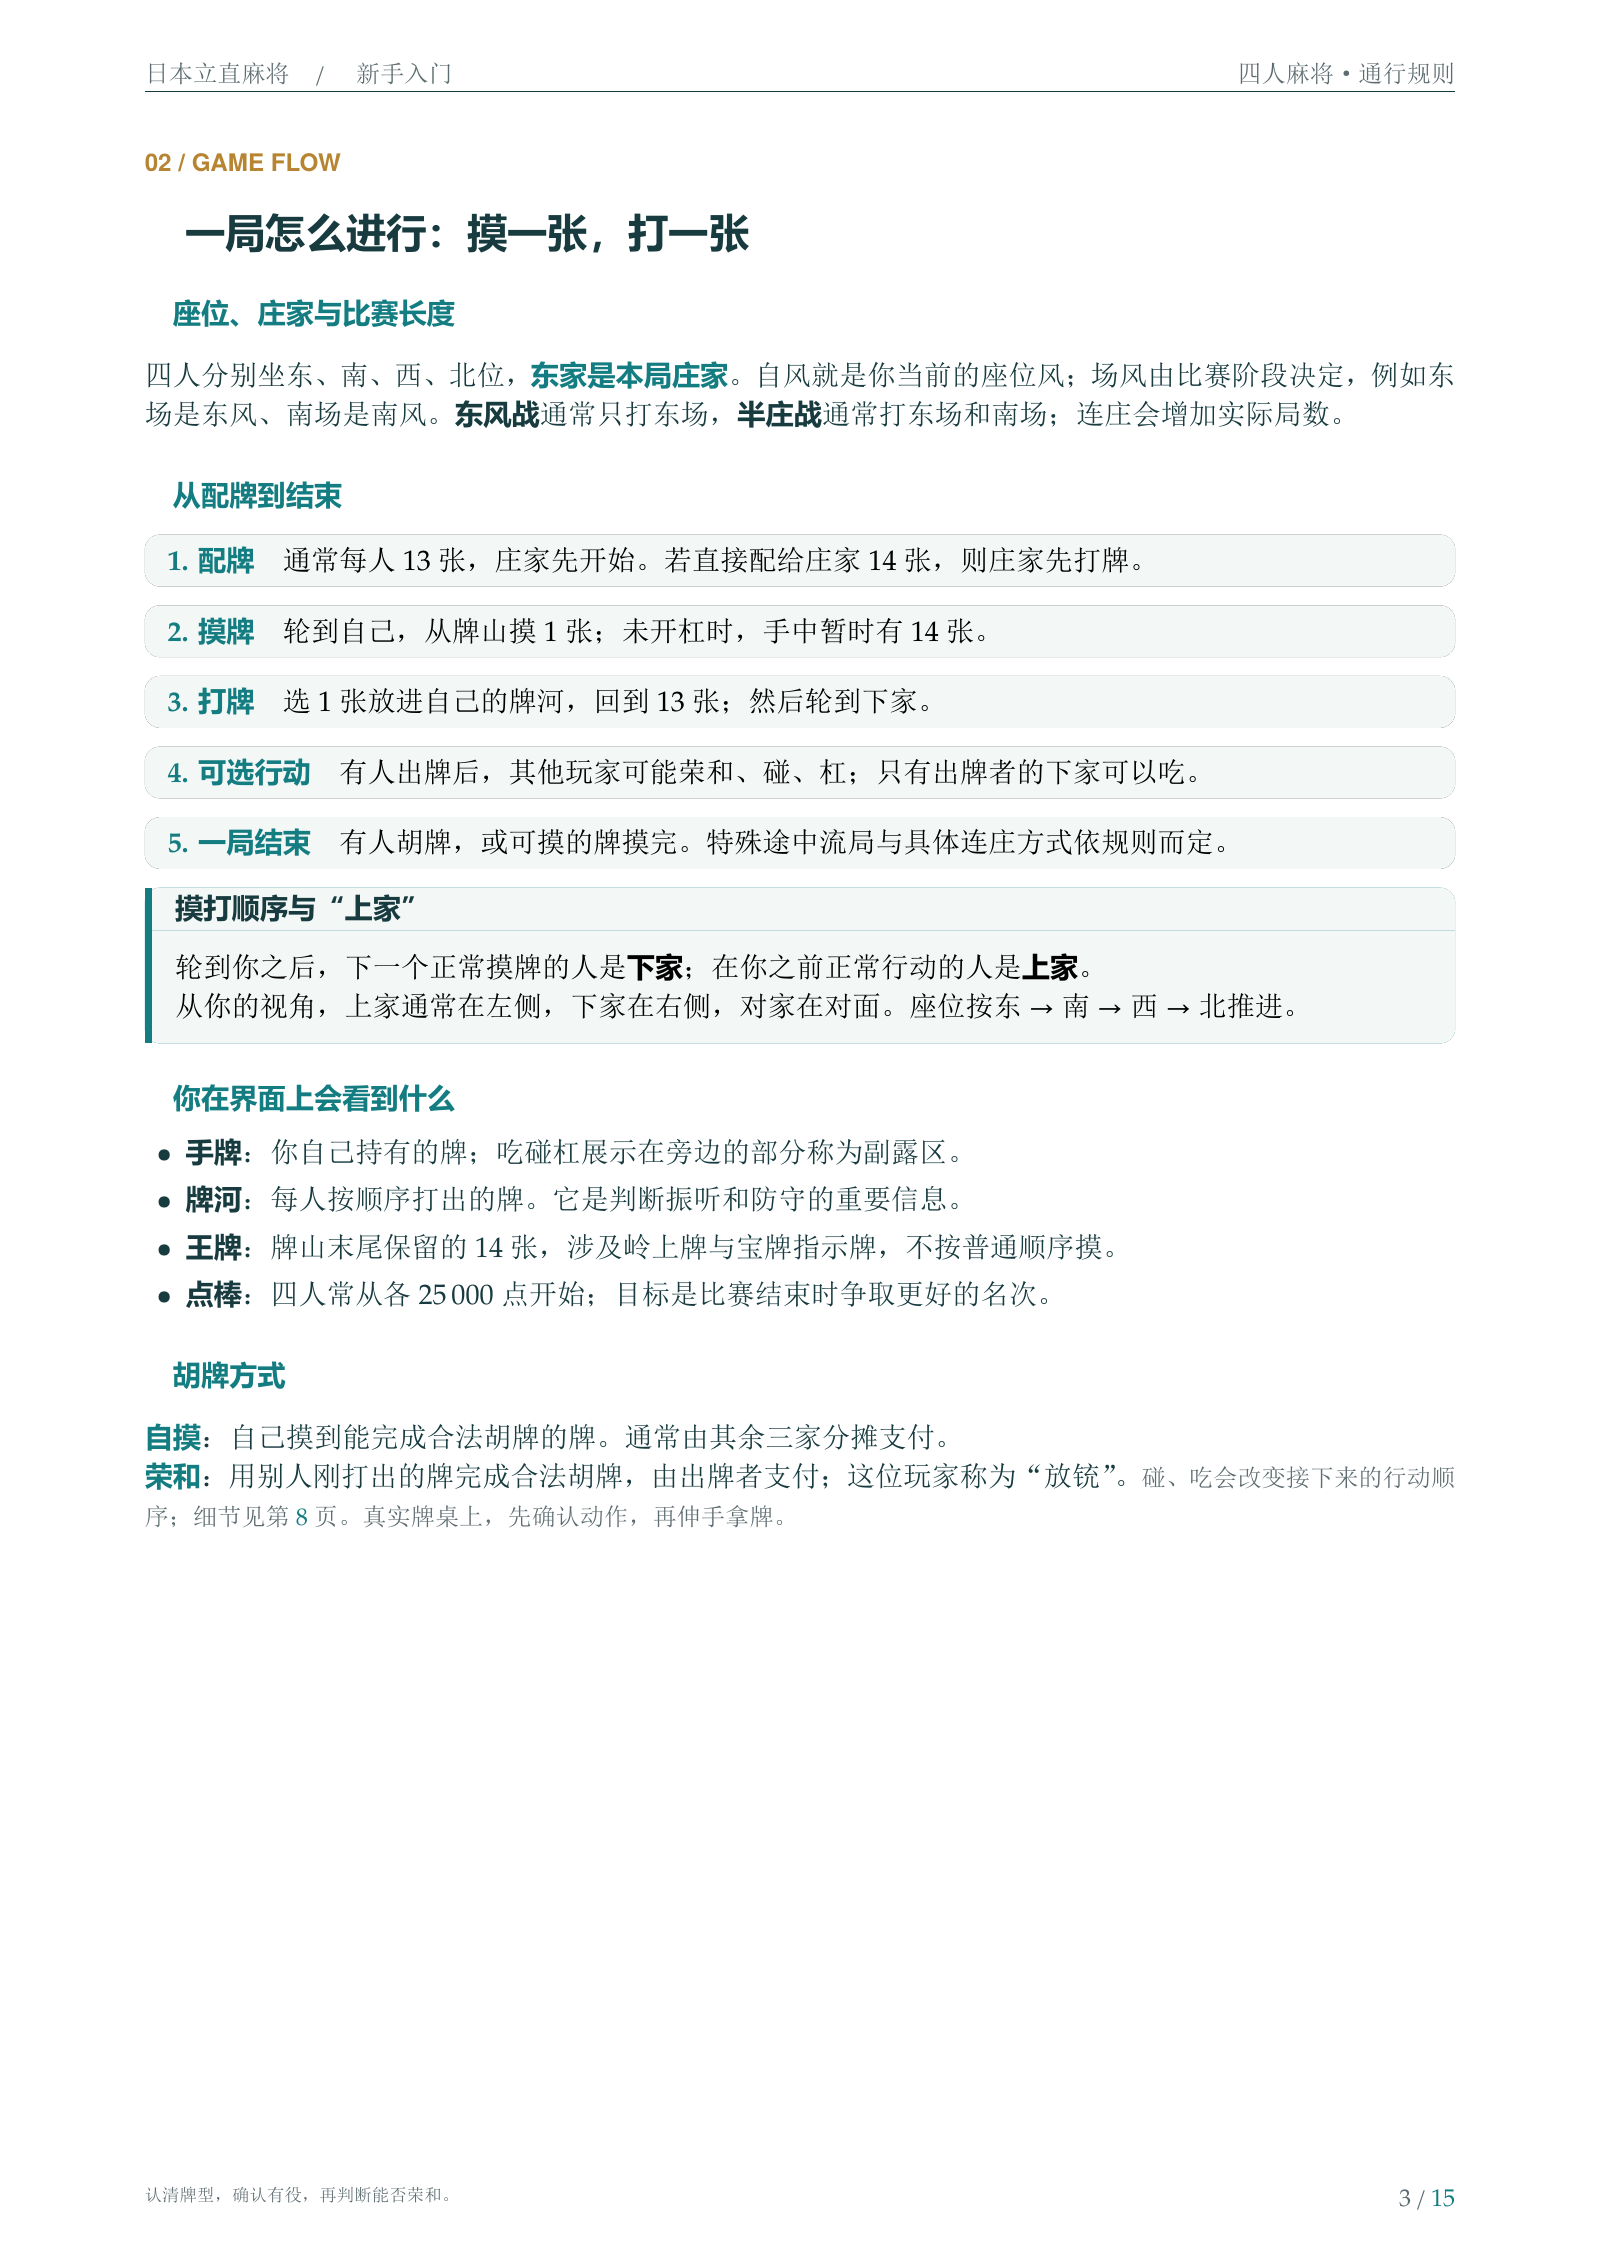 日本立直麻将 / 新手入门
四人麻将・通行规则
02 / GAME FLOW
一局怎么进行：摸一张，打一张
座位、庄家与比赛长度
四人分别坐东、南、西、北位，东家是本局庄家。自风就是你当前的座位风；场风由比赛阶段决定，例如东
场是东风、南场是南风。东风战通常只打东场，半庄战通常打东场和南场；连庄会增加实际局数。
从配牌到结束
1. 配牌 通常每人 13 张，庄家先开始。若直接配给庄家 14 张，则庄家先打牌。
2. 摸牌 轮到自己，从牌山摸 1 张；未开杠时，手中暂时有 14 张。
3. 打牌 选 1 张放进自己的牌河，回到 13 张；然后轮到下家。
4. 可选行动 有人出牌后，其他玩家可能荣和、碰、杠；只有出牌者的下家可以吃。
5. 一局结束 有人胡牌，或可摸的牌摸完。特殊途中流局与具体连庄方式依规则而定。
摸打顺序与“上家”
轮到你之后，下一个正常摸牌的人是下家；在你之前正常行动的人是上家。
从你的视角，上家通常在左侧，下家在右侧，对家在对面。座位按东 → 南 → 西 → 北推进。
你在界面上会看到什么
• 手牌：你自己持有的牌；吃碰杠展示在旁边的部分称为副露区。
• 牌河：每人按顺序打出的牌。它是判断振听和防守的重要信息。
• 王牌：牌山末尾保留的 14 张，涉及岭上牌与宝牌指示牌，不按普通顺序摸。
• 点棒：四人常从各 25 000 点开始；目标是比赛结束时争取更好的名次。
胡牌方式
自摸：自己摸到能完成合法胡牌的牌。通常由其余三家分摊支付。
荣和：用别人刚打出的牌完成合法胡牌，由出牌者支付；这位玩家称为“放铳”。碰、吃会改变接下来的行动顺
序；细节见第 8 页。真实牌桌上，先确认动作，再伸手拿牌。
认清牌型，确认有役，再判断能否荣和。
3 / 15